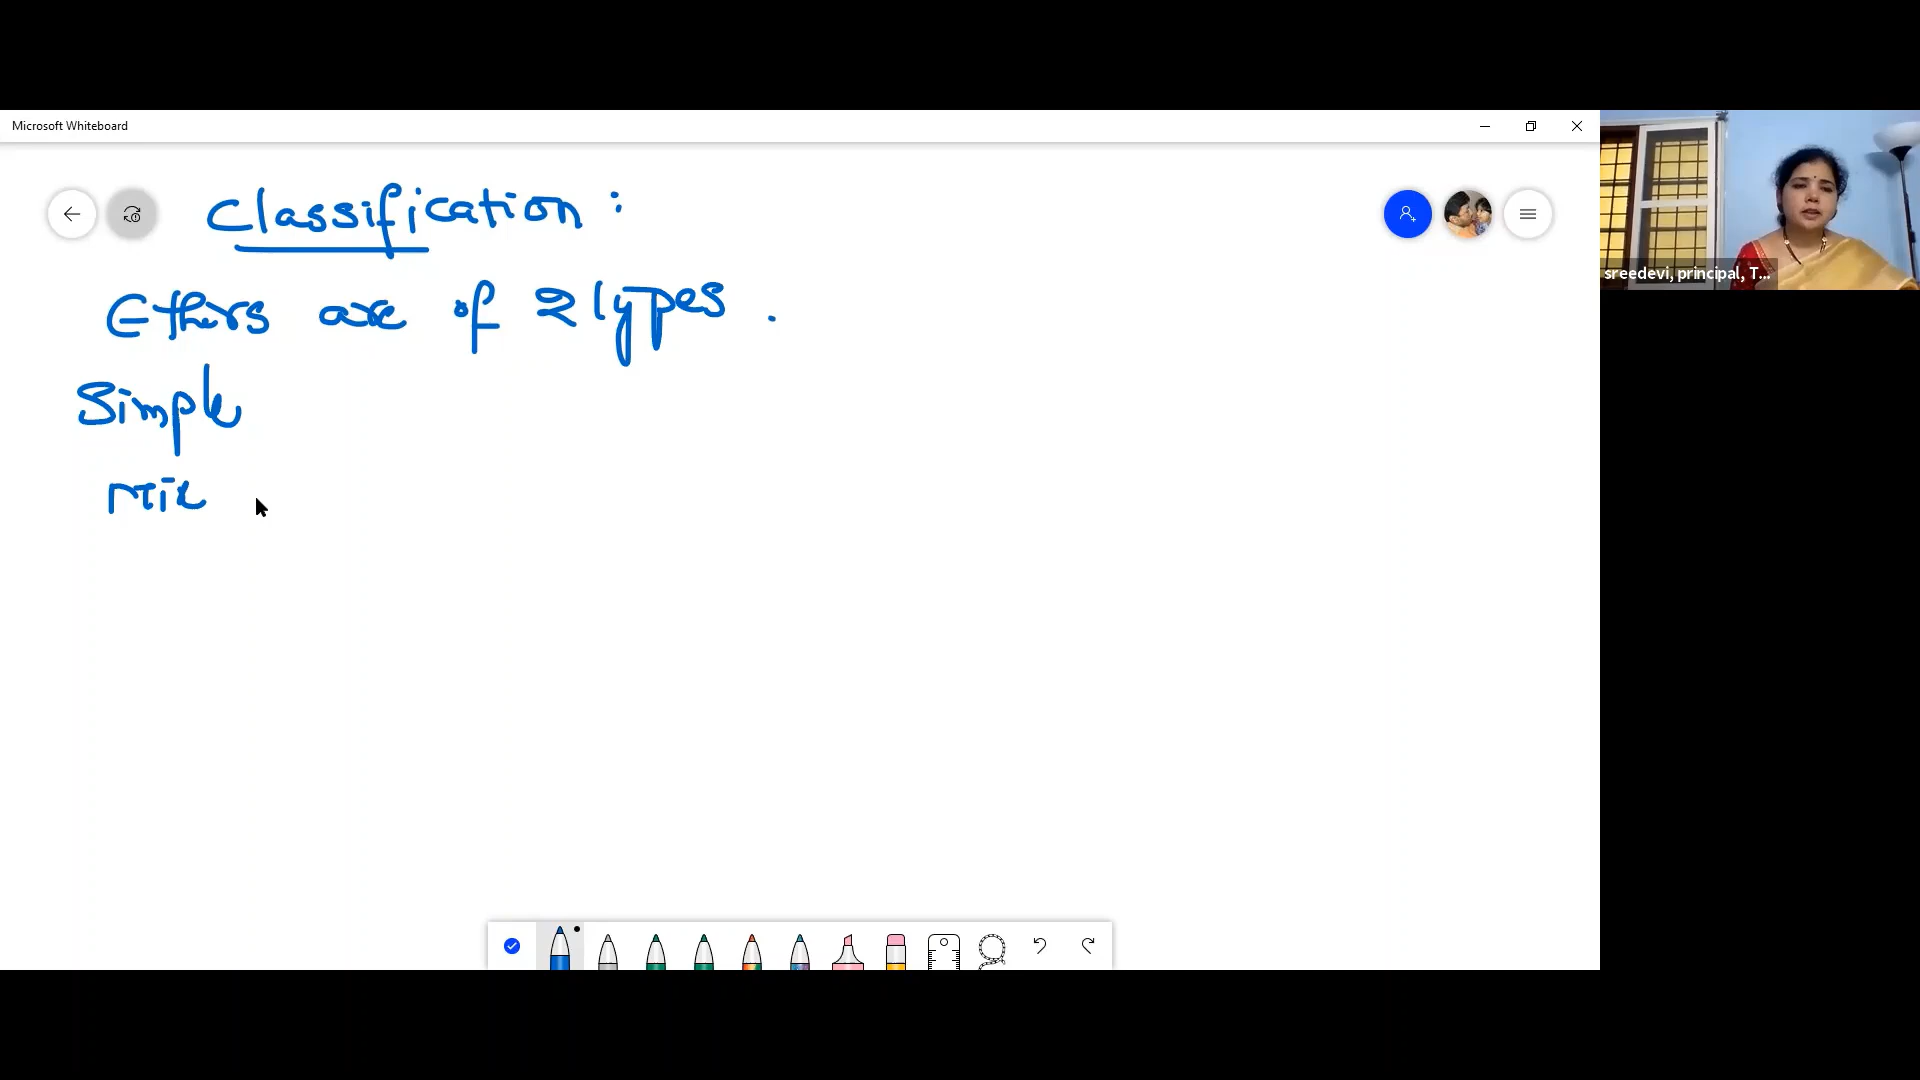 Microsoft Whiteboard
Classification :
Ethers are of 2 types .
Simple
Mix
sreedevi, principal, T...